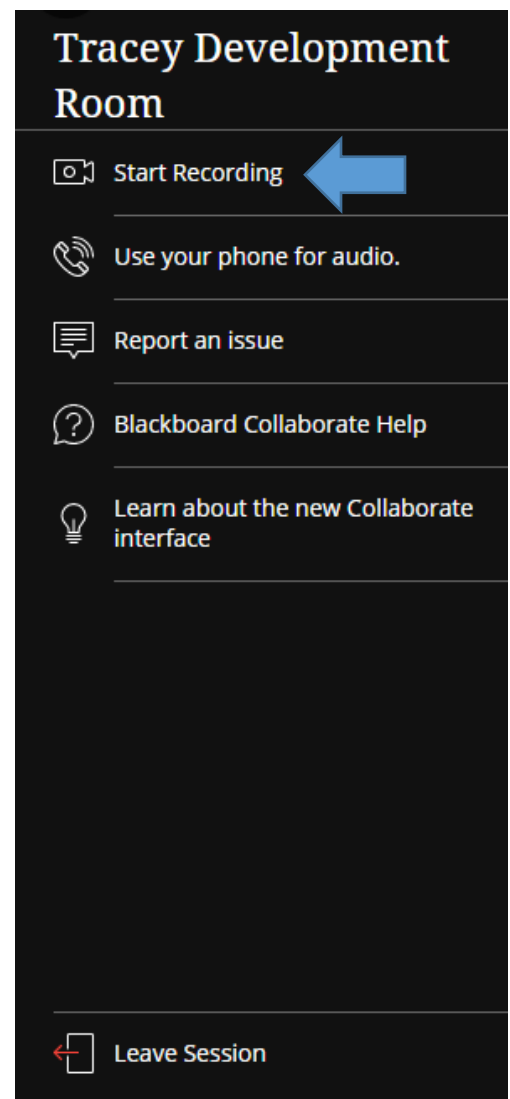 Tracey Development
Room
Start Recording
Use your phone for audio.
Report an issue
Blackboard Collaborate Help
Learn about the new Collaborate
interface
Leave Session